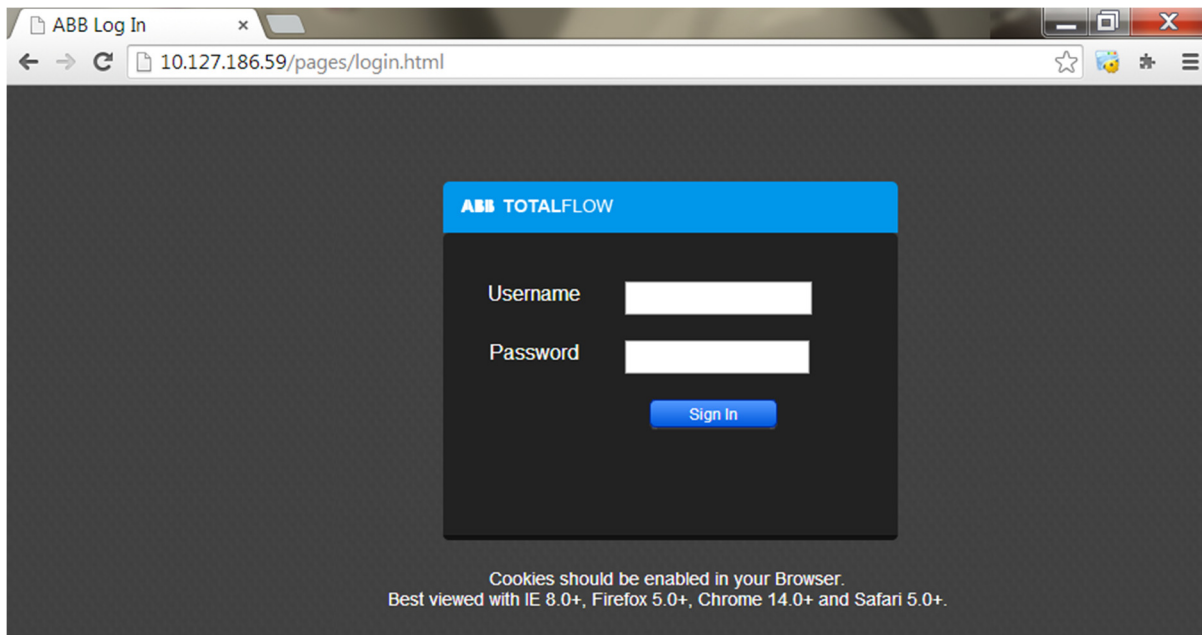 ABB Log In
10.127.186.59/pages/login.html
ABB TOTALFLOW
Username
Password
Sign In
Cookies should be enabled in your Browser.
Best viewed with IE 8.0+, Firefox 5.0+, Chrome 14.0+ and Safari 5.0+.